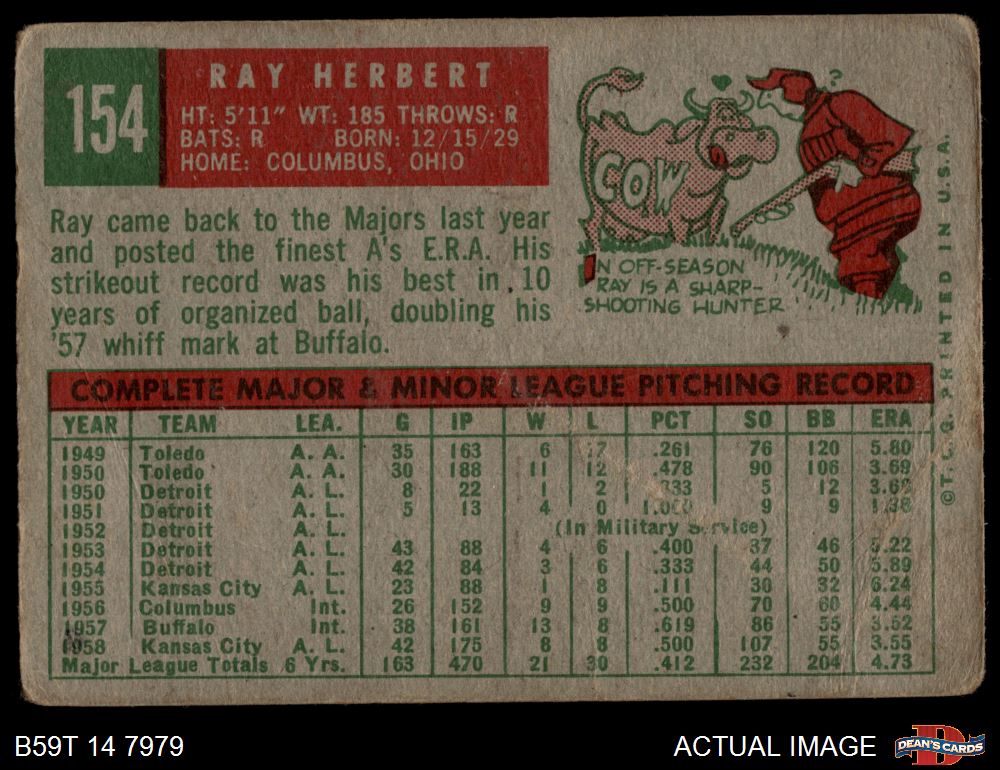 154
RAY HERBERT
HT: 5'11" WT: 185 THROWS: R
BATS: R BORN: 12/15/29
HOME: COLUMBUS, OHIO
?
COW
IN OFF-SEASON
RAY IS A SHARP-
SHOOTING HUNTER
Ray came back to the Majors last year
and posted the finest A's E.R.A. His
strikeout record was his best in 10
years of organized ball, doubling his
'57 whiff mark at Buffalo.
COMPLETE MAJOR & MINOR LEAGUE PITCHING RECORD
YEAR TEAM LEA. G IP W L PCT SO BB ERA
1949 Toledo A. A. 35 163 6 17 .261 76 120 5.80
1950 Toledo A. A. 30 188 11 12 .478 90 106 3.69
1950 Detroit A. L. 8 22 1 2 .333 5 12
1951 Detroit A. L. 5 13 4 0 1.000 9 9
1952 Detroit A. L. (In Military Service)
1953 Detroit A. L. 43 88 4 6 .400 37 46 5.22
1954 Detroit A. L. 42 84 3 6 .333 44 50 5.89
1955 Kansas City A. L. 23 88 1 8 .111 30 32 6.24
1956 Columbus Int. 26 152 9 9 .500 70 60 4.44
1957 Buffalo Int. 38 161 13 8 .619 86 55 3.52
1958 Kansas City A. L. 42 175 8 8 .500 107 55 3.55
Major League Totals 6 Yrs. 163 470 21 30 .412 232 204 4.73
©T.C.G. PRINTED IN U.S.A.
B59T 14 7979
ACTUAL IMAGE
DEAN'S CARDS